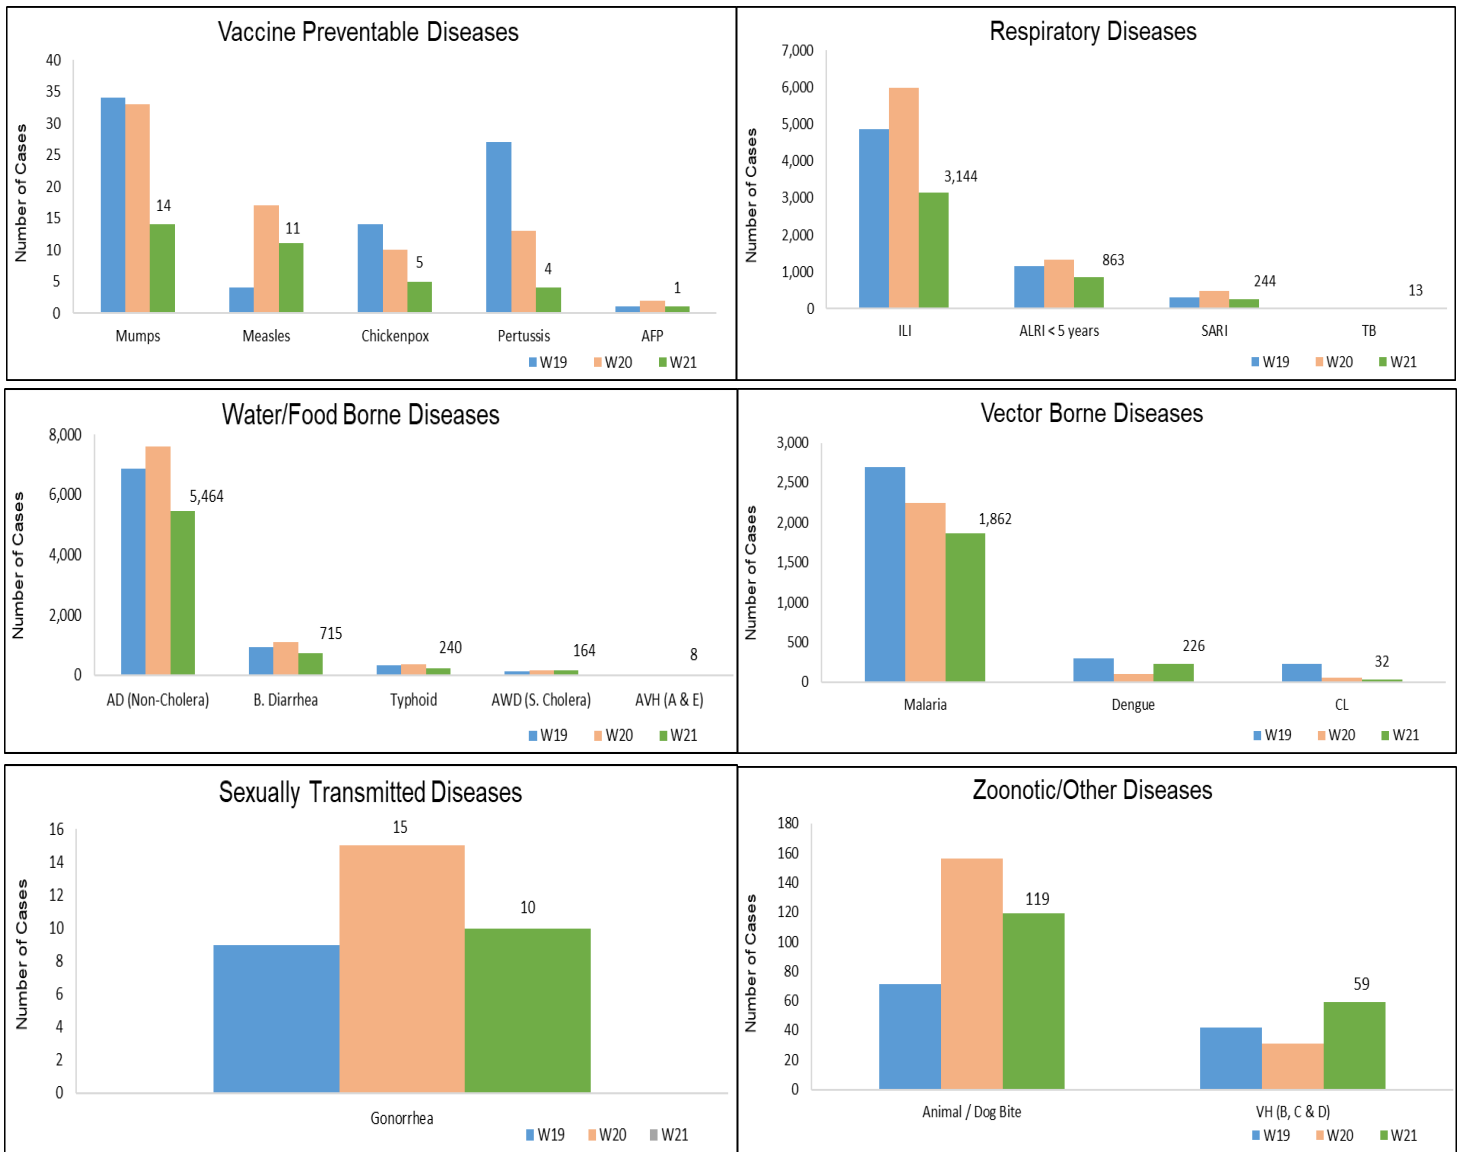 Vaccine Preventable Diseases
Number of Cases
40
35
30
25
20
15
10
5
0
14
11
5
4
1
Mumps Measles Chickenpox Pertussis AFP
W19 W20 W21
Respiratory Diseases
Number of Cases
7,000
6,000
5,000
4,000
3,000
2,000
1,000
0
3,144
863
244
13
ILI ALRI < 5 years SARI TB
W19 W20 W21
Water/Food Borne Diseases
Number of Cases
8,000
6,000
4,000
2,000
0
5,464
715
240
164
8
AD (Non-Cholera) B. Diarrhea Typhoid AWD (S. Cholera) AVH (A & E)
W19 W20 W21
Vector Borne Diseases
Number of Cases
3,000
2,500
2,000
1,500
1,000
500
0
1,862
226
32
Malaria Dengue CL
W19 W20 W21
Sexually Transmitted Diseases
Number of Cases
16
14
12
10
8
6
4
2
0
15
10
Gonorrhea
W19 W20 W21
Zoonotic/Other Diseases
Number of Cases
180
160
140
120
100
80
60
40
20
0
119
59
Animal / Dog Bite VH (B, C & D)
W19 W20 W21